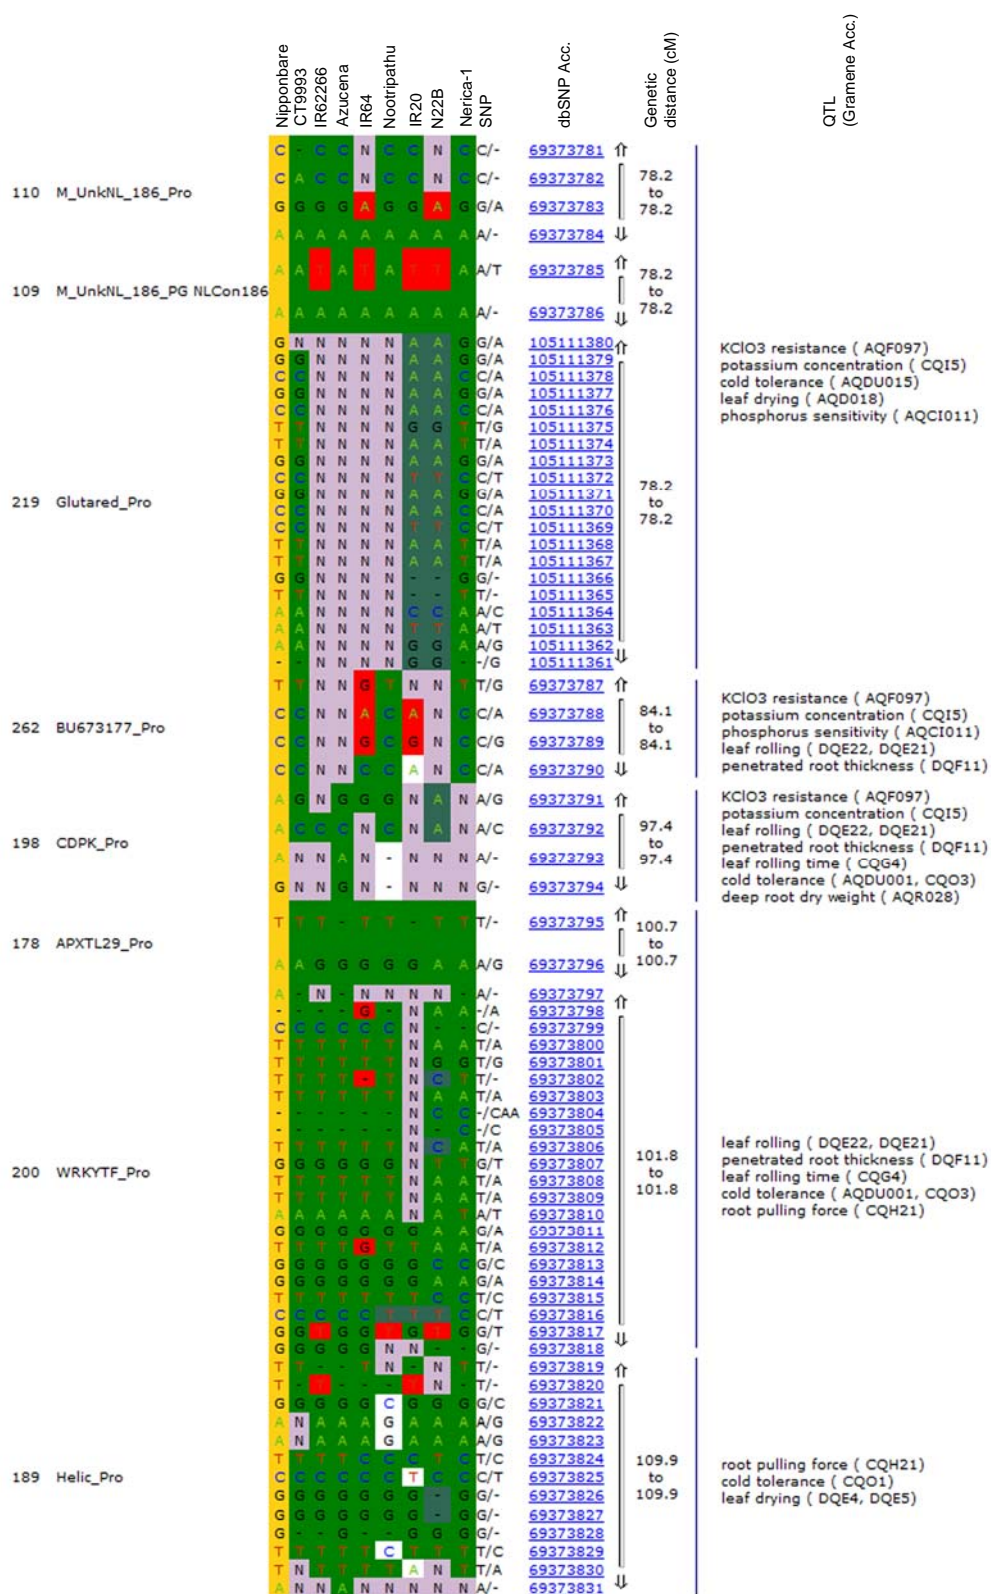 Nipponbare
CT9993
IR62266
Azucena
IR64
Nootripathu
IR20
N22B
Nerica-1
SNP
dbSNP Acc.
Genetic distance (cM)
QTL (Gramene Acc.)
110 M_UnkNL_186_Pro
C - C C N C C N C C/- 69373781
C A C C N C C N C C/- 69373782
G G G G A G G A G G/A 69373783
A A A A A A A A A A/- 69373784
78.2
to
78.2
109 M_UnkNL_186_PG NLCon186
A A T A T A T T A A/T 69373785
A A A A A A A A A A/- 69373786
78.2
to
78.2
219 Glutared_Pro
G N N N N N A A G G/A 105111380
G G N N N N A A G G/A 105111379
C C N N N N A A C C/A 105111378
G G N N N N A A G G/A 105111377
C C N N N N A A C C/A 105111376
T T N N N N G G T T/G 105111375
T T N N N N A A T T/A 105111374
G G N N N N A A G G/A 105111373
C C N N N N T T C C/T 105111372
G G N N N N A A G G/A 105111371
C C N N N N A A C C/A 105111370
C C N N N N T T C C/T 105111369
T T N N N N A A T T/A 105111368
T T N N N N A A T T/A 105111367
G G N N N N - - G G/- 105111366
T T N N N N - - T T/- 105111365
A A N N N N C C A A/C 105111364
A A N N N N T T A A/T 105111363
A A N N N N G G A A/G 105111362
- - N N N N G G - -/G 105111361
78.2
to
78.2
KClO3 resistance ( AQF097)
potassium concentration ( CQI5)
cold tolerance ( AQDU015)
leaf drying ( AQD018)
phosphorus sensitivity ( AQCI011)
262 BU673177_Pro
T T N N G T N N T T/G 69373787
C C N N A C A N C C/A 69373788
C C N N G C G N C C/G 69373789
C C N N C C A N C C/A 69373790
84.1
to
84.1
KClO3 resistance ( AQF097)
potassium concentration ( CQI5)
phosphorus sensitivity ( AQCI011)
leaf rolling ( DQE22, DQE21)
penetrated root thickness ( DQF11)
198 CDPK_Pro
A G N G G G N A N A/G 69373791
A C C C N C N A N A/C 69373792
A N N A N - N N N A/- 69373793
G N N G N - N N N G/- 69373794
97.4
to
97.4
KClO3 resistance ( AQF097)
potassium concentration ( CQI5)
leaf rolling ( DQE22, DQE21)
penetrated root thickness ( DQF11)
leaf rolling time ( CQG4)
cold tolerance ( AQDU001, CQO3)
deep root dry weight ( AQR028)
178 APXTL29_Pro
T T T - T T - T T T/- 69373795
A A G G G G G A A A/G 69373796
100.7
to
100.7
200 WRKYTF_Pro
A - N - N N N N - A/- 69373797
- - - - G - N A A -/A 69373798
C C C C C C N - - C/- 69373799
T T T T T T N A A T/A 69373800
T T T T T T N G G T/G 69373801
T T T T - T N C T T/- 69373802
T T T T T T N A A T/A 69373803
- - - - - - N C C -/CAA 69373804
- - - - - - N - C -/C 69373805
T T T T T T N C A T/A 69373806
G G G G G G N T T G/T 69373807
T T T T T T N A A T/A 69373808
T T T T T T N A A T/A 69373809
A A A A A A N A T A/T 69373810
G G G G G G G A A G/A 69373811
T T T T G T T A A T/A 69373812
G G G G G G G C C G/C 69373813
G G G G G G G A A G/A 69373814
T T T T T T T C C T/C 69373815
C C C C C T T T C C/T 69373816
G G T G G T G T G G/T 69373817
G G G G G N N - - G/- 69373818
101.8
to
101.8
leaf rolling ( DQE22, DQE21)
penetrated root thickness ( DQF11)
leaf rolling time ( CQG4)
cold tolerance ( AQDU001, CQO3)
root pulling force ( CQH21)
189 Helic_Pro
T T - - T N - N T T/- 69373819
T - T - - - T N - T/- 69373820
G G G G G C G G G G/C 69373821
A N A A A G A A A A/G 69373822
A N A A A G A A A A/G 69373823
T T T T C C C T C T/C 69373824
C C C C C C T C C C/T 69373825
G G G G G G G - G G/- 69373826
G G G G G G G - G G/- 69373827
G - - G - - G G G G/- 69373828
T T T T T C T T T T/C 69373829
T N T T T T A N T T/A 69373830
A N N A N N N N N A/- 69373831
109.9
to
109.9
root pulling force ( CQH21)
cold tolerance ( CQO1)
leaf drying ( DQE4, DQE5)